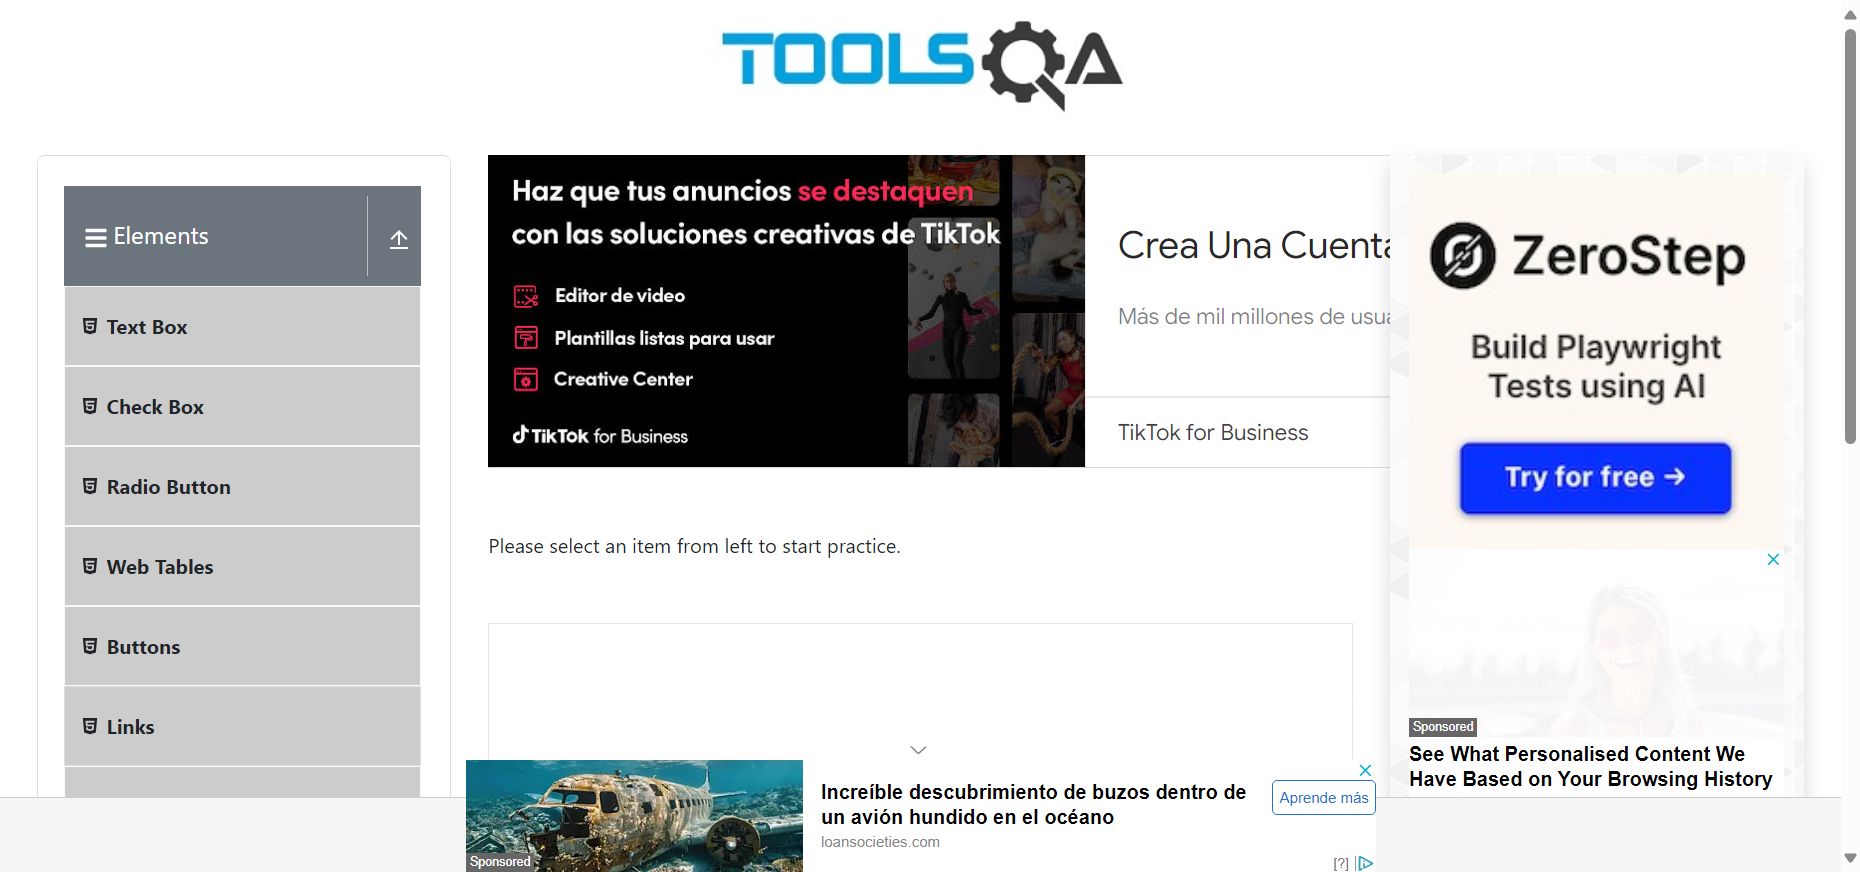 TOOLSQA
Elements
Text Box
Check Box
Radio Button
Web Tables
Buttons
Links
Haz que tus anuncios se destaquen
con las soluciones creativas de TikTok
Editor de video
Plantillas listas para usar
Creative Center
TikTok for Business
Crea Una Cuenta
Más de mil millones de usua
TikTok for Business
Please select an item from left to start practice.
ZeroStep
Build Playwright
Tests using AI
Try for free →
Sponsored
See What Personalised Content We
Have Based on Your Browsing History
Sponsored
Increíble descubrimiento de buzos dentro de
un avión hundido en el océano
loansocieties.com
Aprende más
[?]